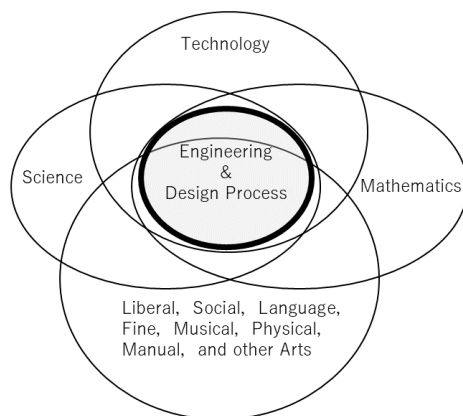 Technology
Engineering
&
Design Process
Science
Mathematics
Liberal, Social, Language,
Fine, Musical, Physical,
Manual, and other Arts